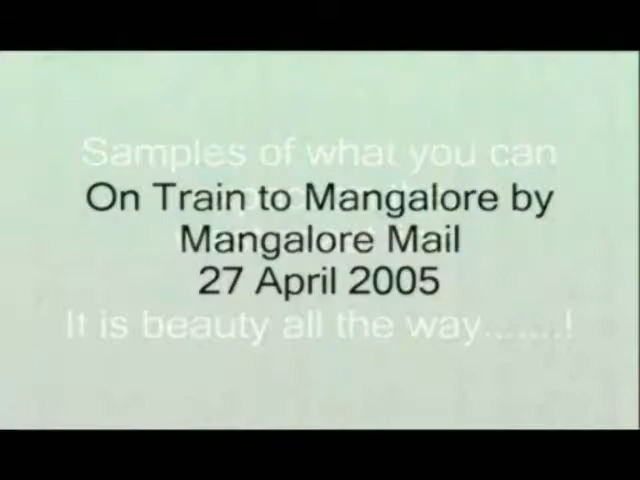 Samples of what you can
On Train to Mangalore by
Mangalore Mail
27 April 2005
It is beauty all the way.......!